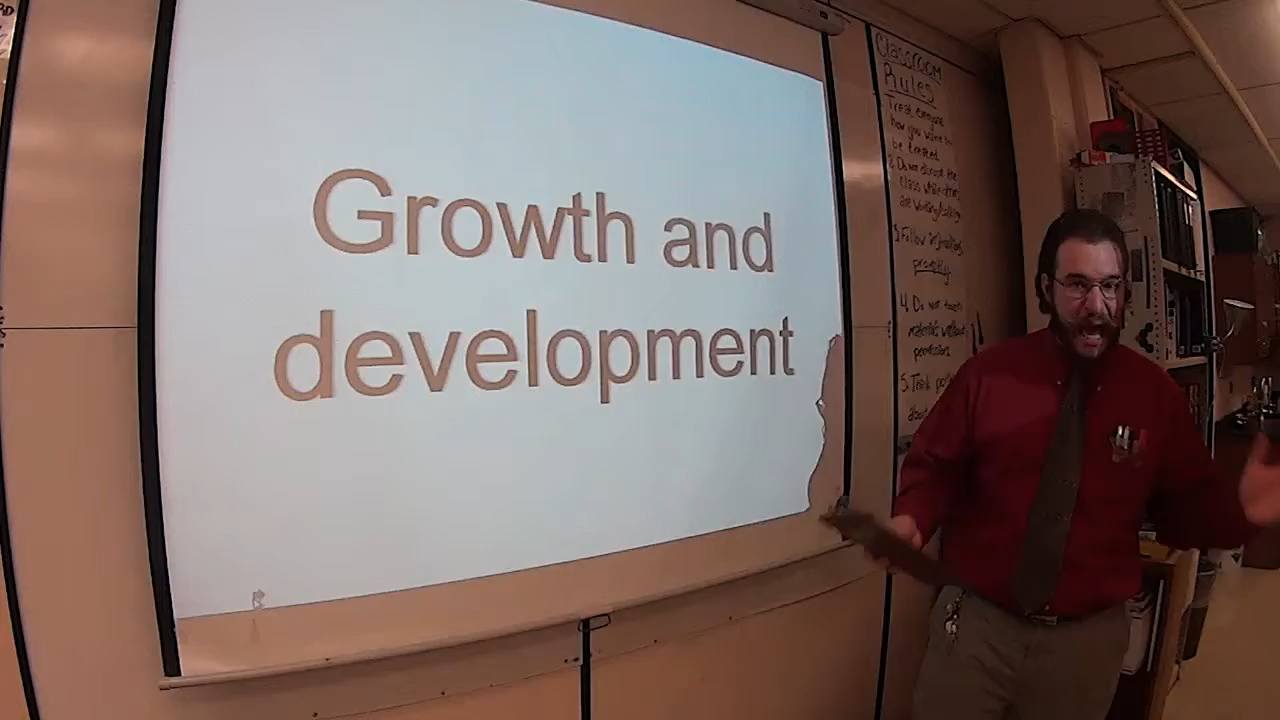 Growth and
development
Classroom
Rules
Treat everyone
how you want to
be treated
2. Do not disrupt the
class while others
are working/talking
3. Follow directions
promptly
4. Do not touch
materials without
permission
5. Think
about